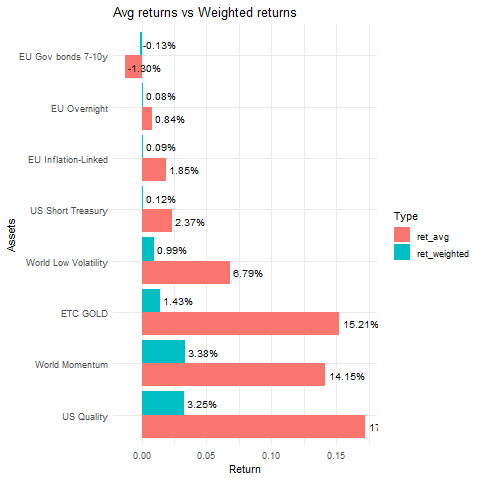 Avg returns vs Weighted returns
EU Gov bonds 7-10y
-0.13%
-1.30%
EU Overnight
0.08%
0.84%
EU Inflation-Linked
0.09%
1.85%
US Short Treasury
0.12%
2.37%
World Low Volatility
0.99%
6.79%
ETC GOLD
1.43%
15.21%
World Momentum
3.38%
14.15%
US Quality
3.25%
17
Assets
0.00 0.05 0.10 0.15
Return
Type
ret_avg
ret_weighted